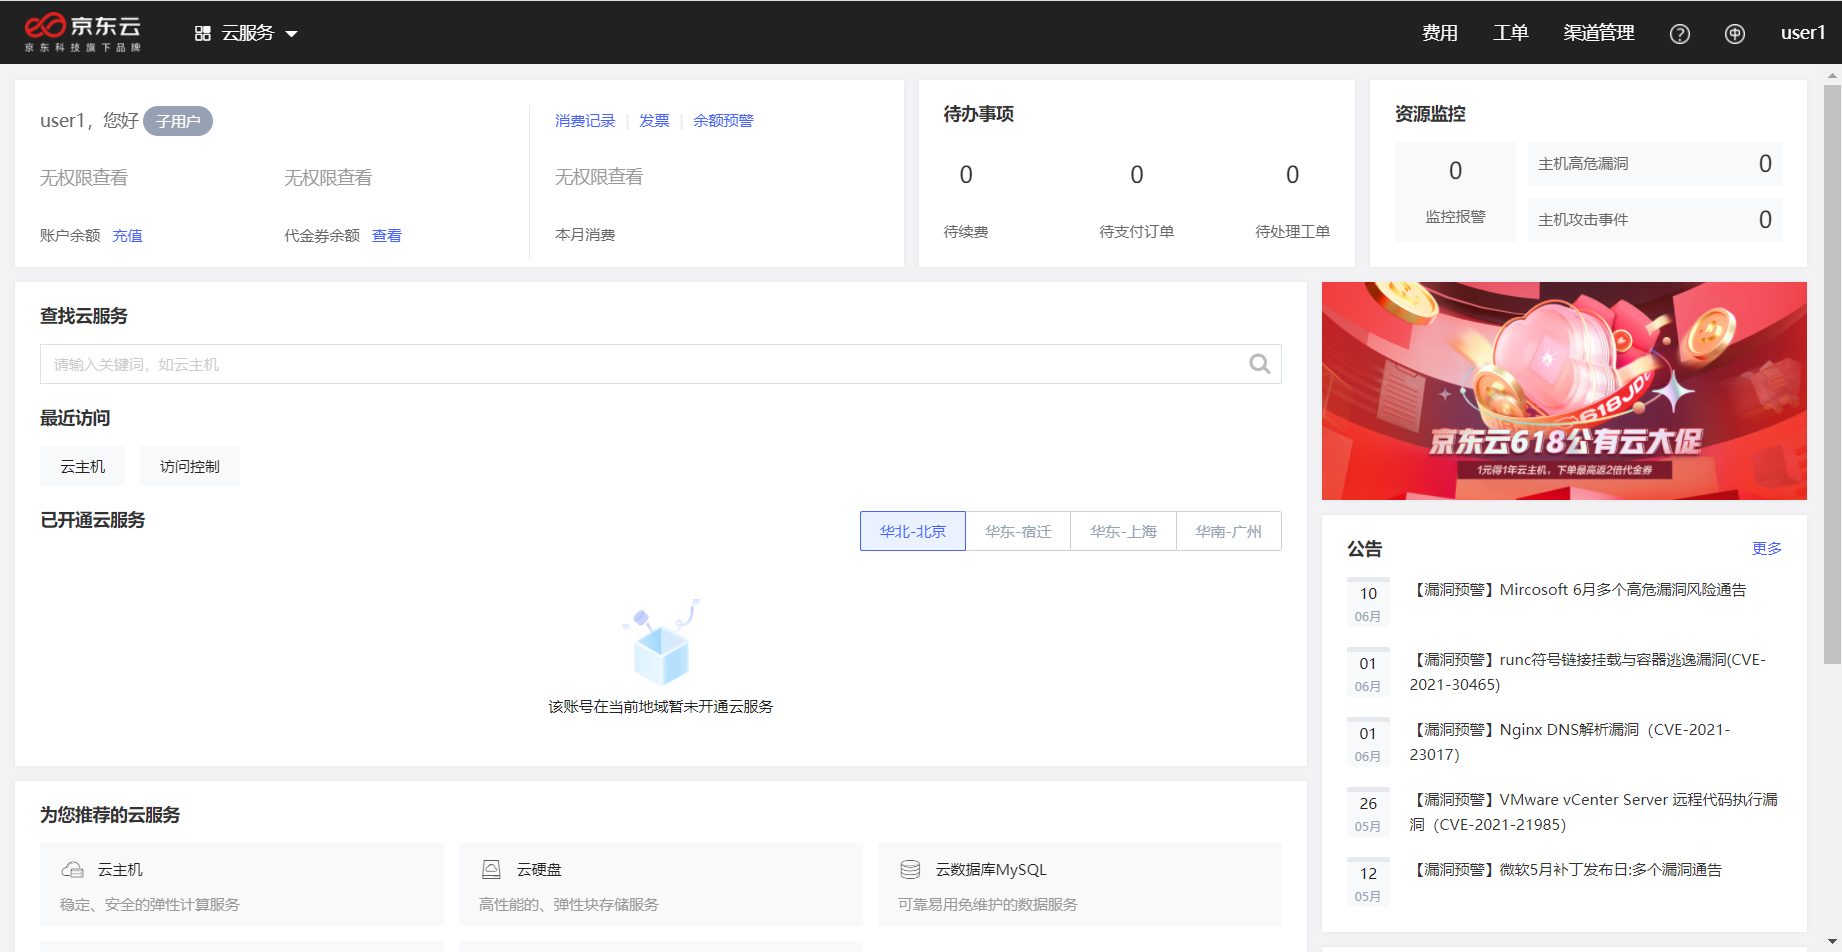 京东云
京东科技旗下品牌
云服务
费用
工单
渠道管理
?
中
user1
user1，您好
子用户
无权限查看
无权限查看
账户余额 充值
代金券余额 查看
消费记录 | 发票 | 余额预警
无权限查看
本月消费
待办事项
0
0
0
待续费
待支付订单
待处理工单
资源监控
0
监控报警
主机高危漏洞 0
主机攻击事件 0
查找云服务
请输入关键词，如云主机
最近访问
云主机
访问控制
已开通云服务
华北-北京
华东-宿迁
华东-上海
华南-广州
该账号在当前地域暂未开通云服务
618JD
京东云618公有云大促
1元得1年云主机，下单最高返2倍代金券
公告
更多
10
06月
【漏洞预警】Mircosoft 6月多个高危漏洞风险通告
01
06月
【漏洞预警】runc符号链接挂载与容器逃逸漏洞(CVE-
2021-30465)
01
06月
【漏洞预警】Nginx DNS解析漏洞（CVE-2021-
23017）
26
05月
【漏洞预警】VMware vCenter Server 远程代码执行漏
洞（CVE-2021-21985）
12
05月
【漏洞预警】微软5月补丁发布日:多个漏洞通告
为您推荐的云服务
云主机
稳定、安全的弹性计算服务
云硬盘
高性能的、弹性块存储服务
云数据库MySQL
可靠易用免维护的数据服务